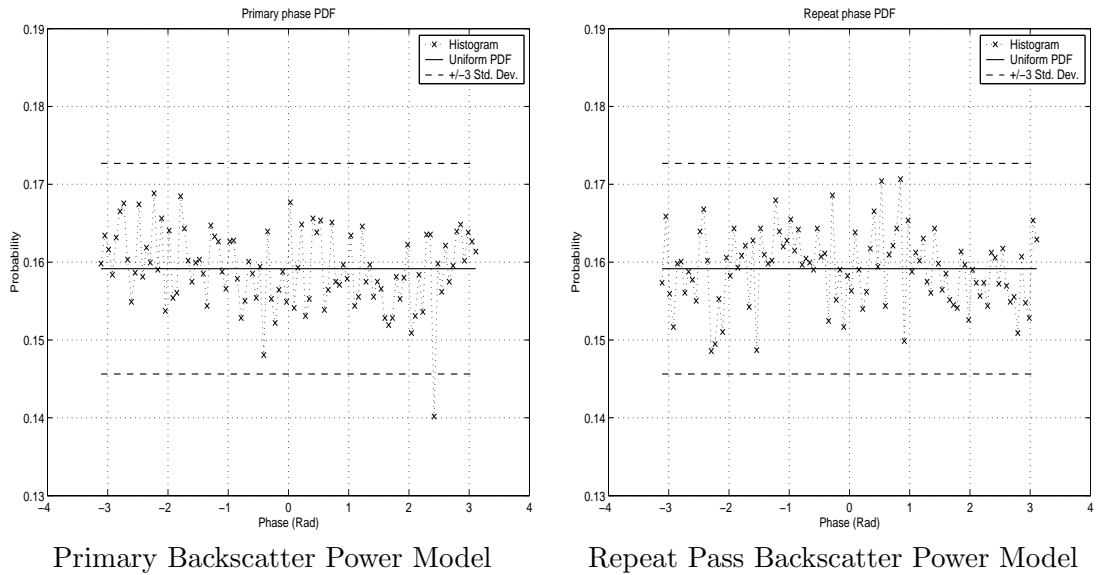 Primary phase PDF
0.19
0.18
0.17
0.16
0.15
0.14
0.13
Probability
−4
−3
−2
−1
0
1
2
3
4
Phase (Rad)
Histogram
Uniform PDF
+/−3 Std. Dev.
Primary Backscatter Power Model
Repeat phase PDF
0.19
0.18
0.17
0.16
0.15
0.14
0.13
Probability
−4
−3
−2
−1
0
1
2
3
4
Phase (Rad)
Histogram
Uniform PDF
+/−3 Std. Dev.
Repeat Pass Backscatter Power Model